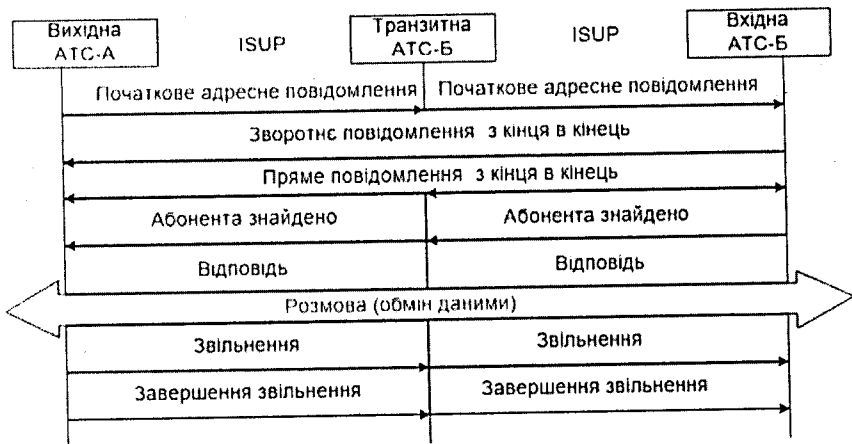 Вихідна
АТС-А
ISUP
Транзитна
АТС-Б
ISUP
Вхідна
АТС-Б
Початкове адресне повідомлення
Початкове адресне повідомлення
Зворотнє повідомлення з кінця в кінець
Пряме повідомлення з кінця в кінець
Абонента знайдено
Абонента знайдено
Відповідь
Відповідь
Розмова (обмін даними)
Звільнення
Звільнення
Завершення звільнення
Завершення звільнення